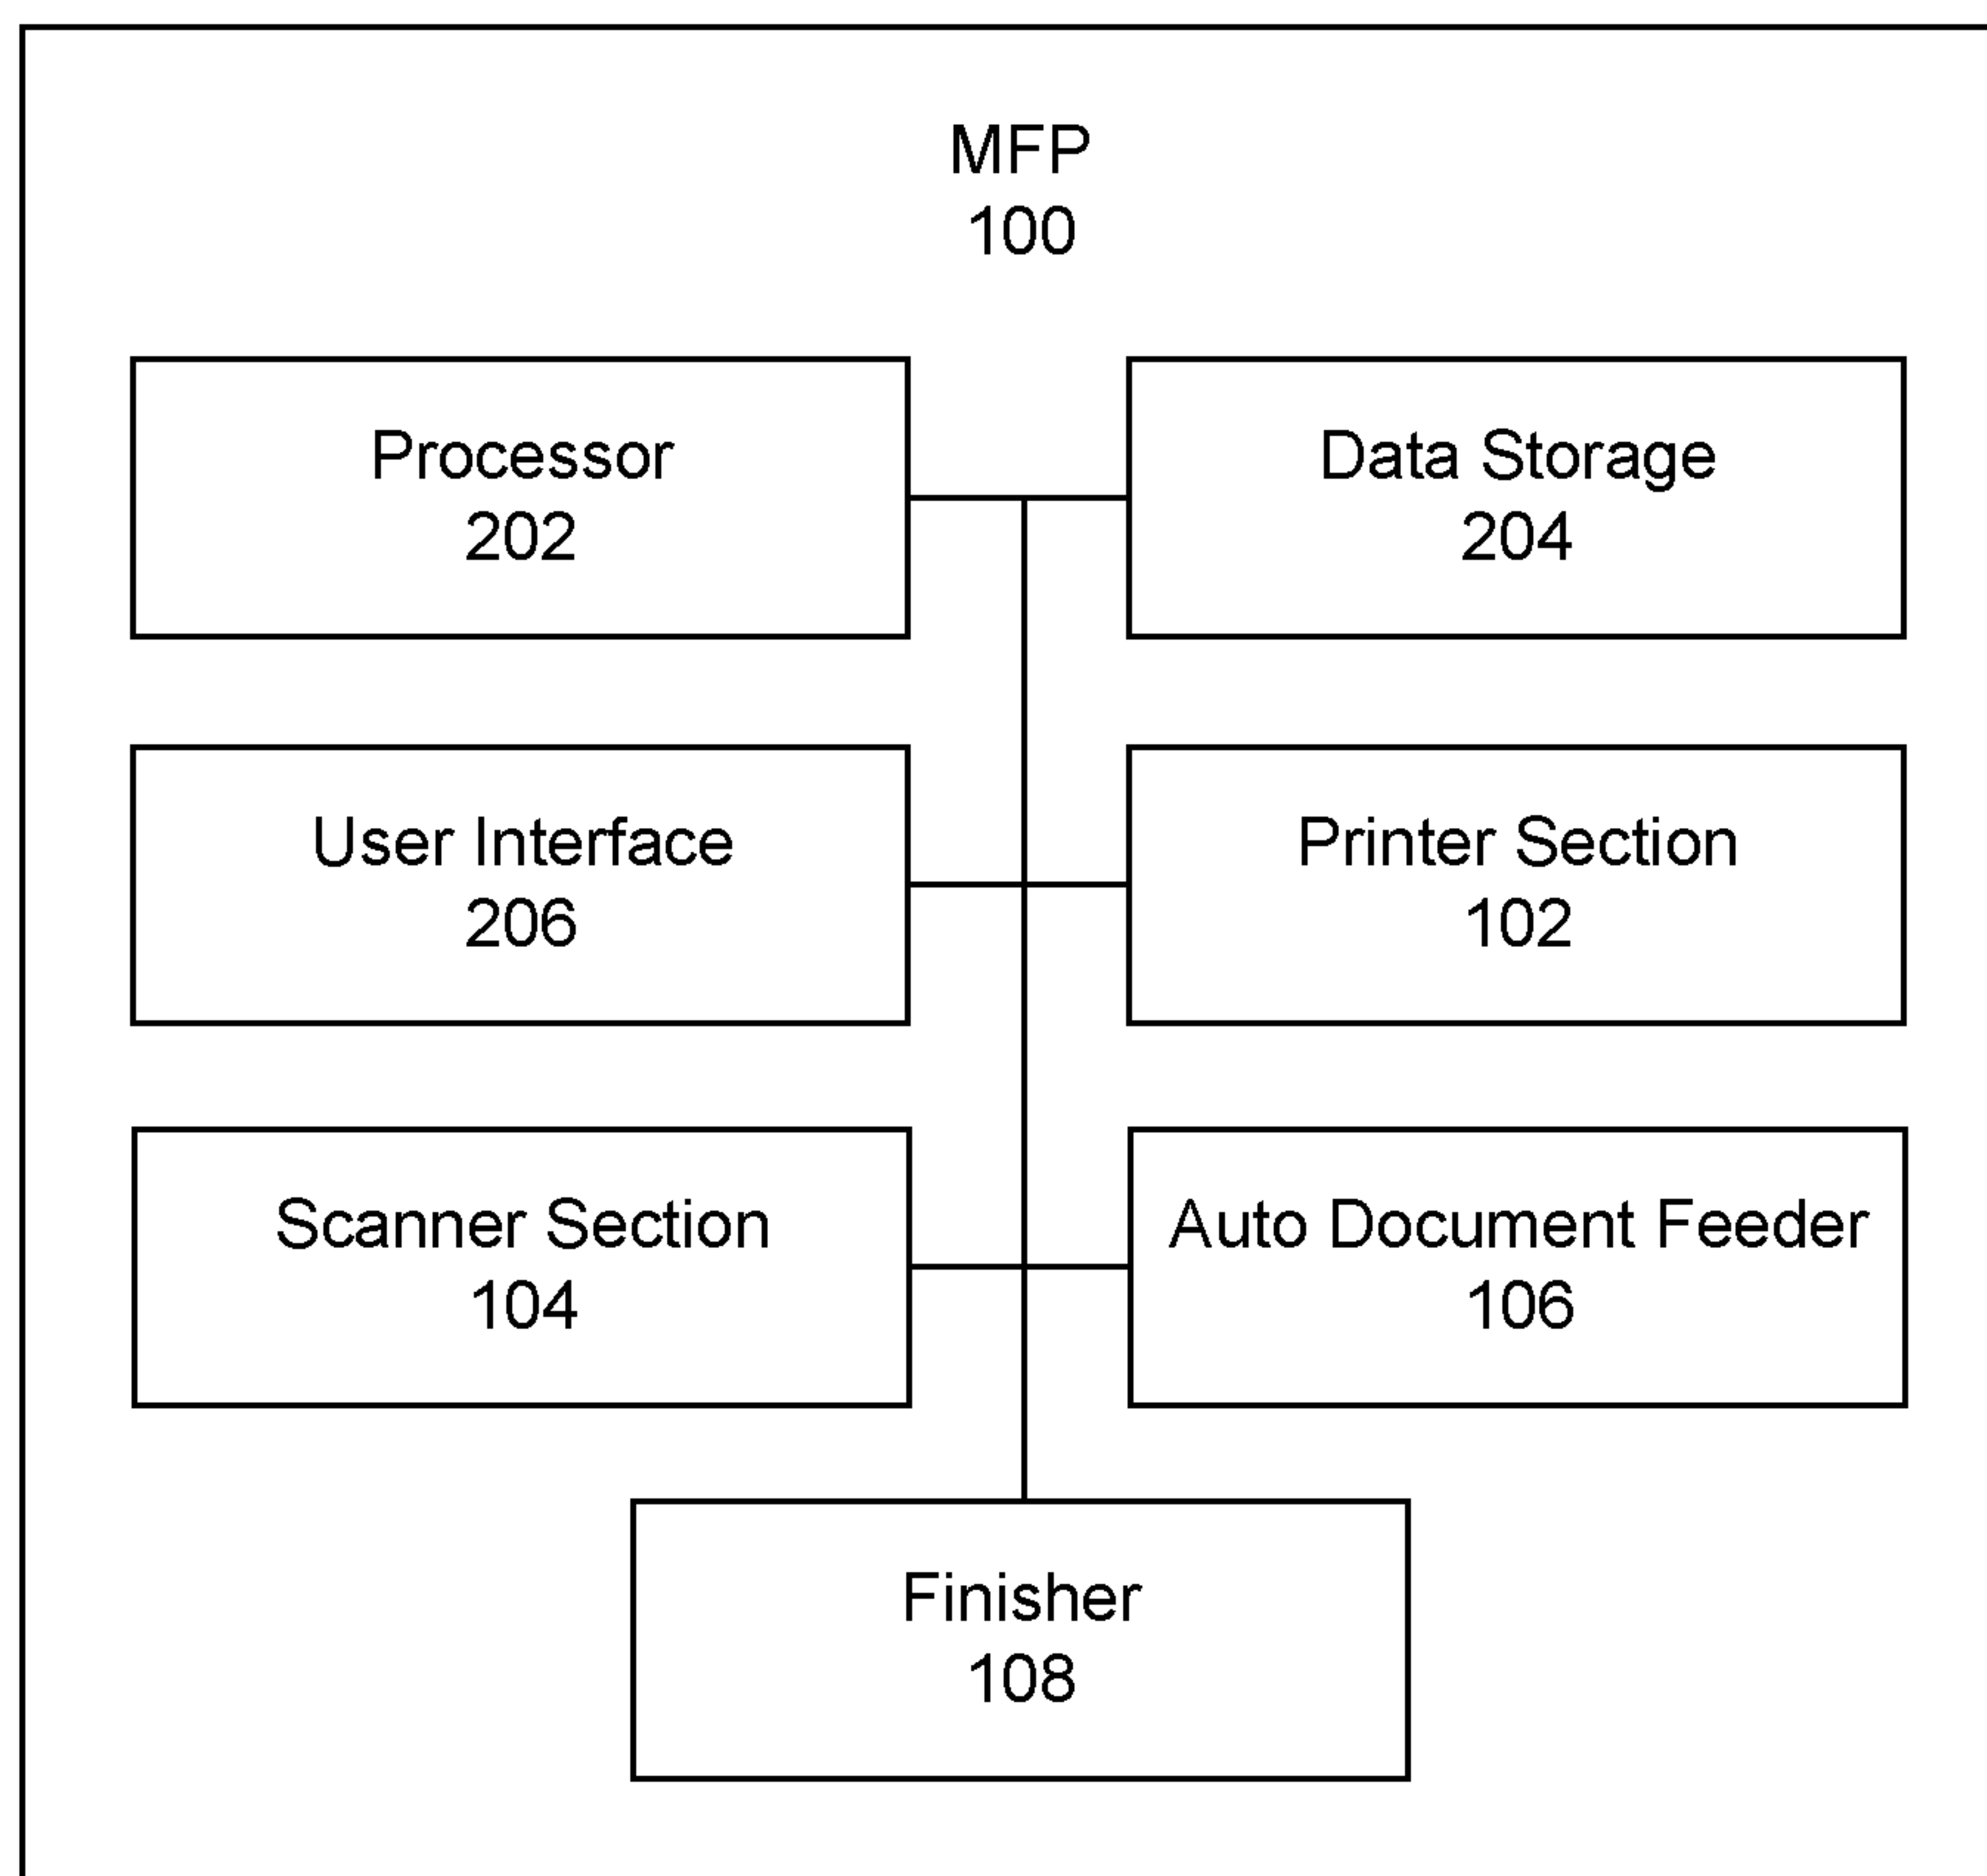 MFP
100
Processor
202
Data Storage
204
User Interface
206
Printer Section
102
Scanner Section
104
Auto Document Feeder
106
Finisher
108